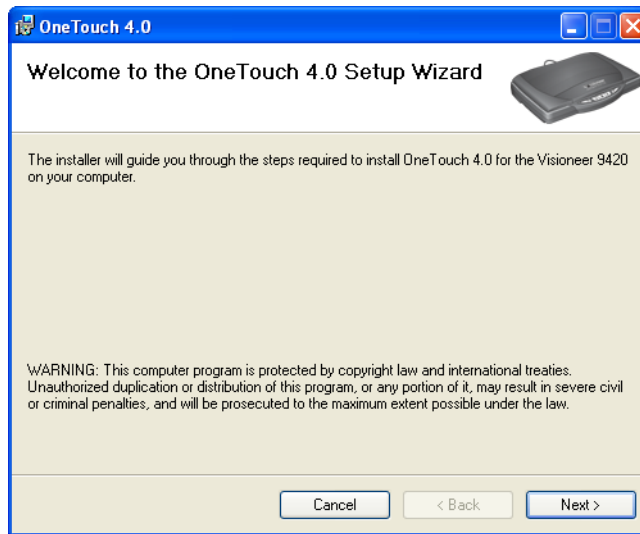 OneTouch 4.0
Welcome to the OneTouch 4.0 Setup Wizard
The installer will guide you through the steps required to install OneTouch 4.0 for the Visioneer 9420
on your computer.
WARNING: This computer program is protected by copyright law and international treaties.
Unauthorized duplication or distribution of this program, or any portion of it, may result in severe civil
or criminal penalties, and will be prosecuted to the maximum extent possible under the law.
Cancel
< Back
Next >